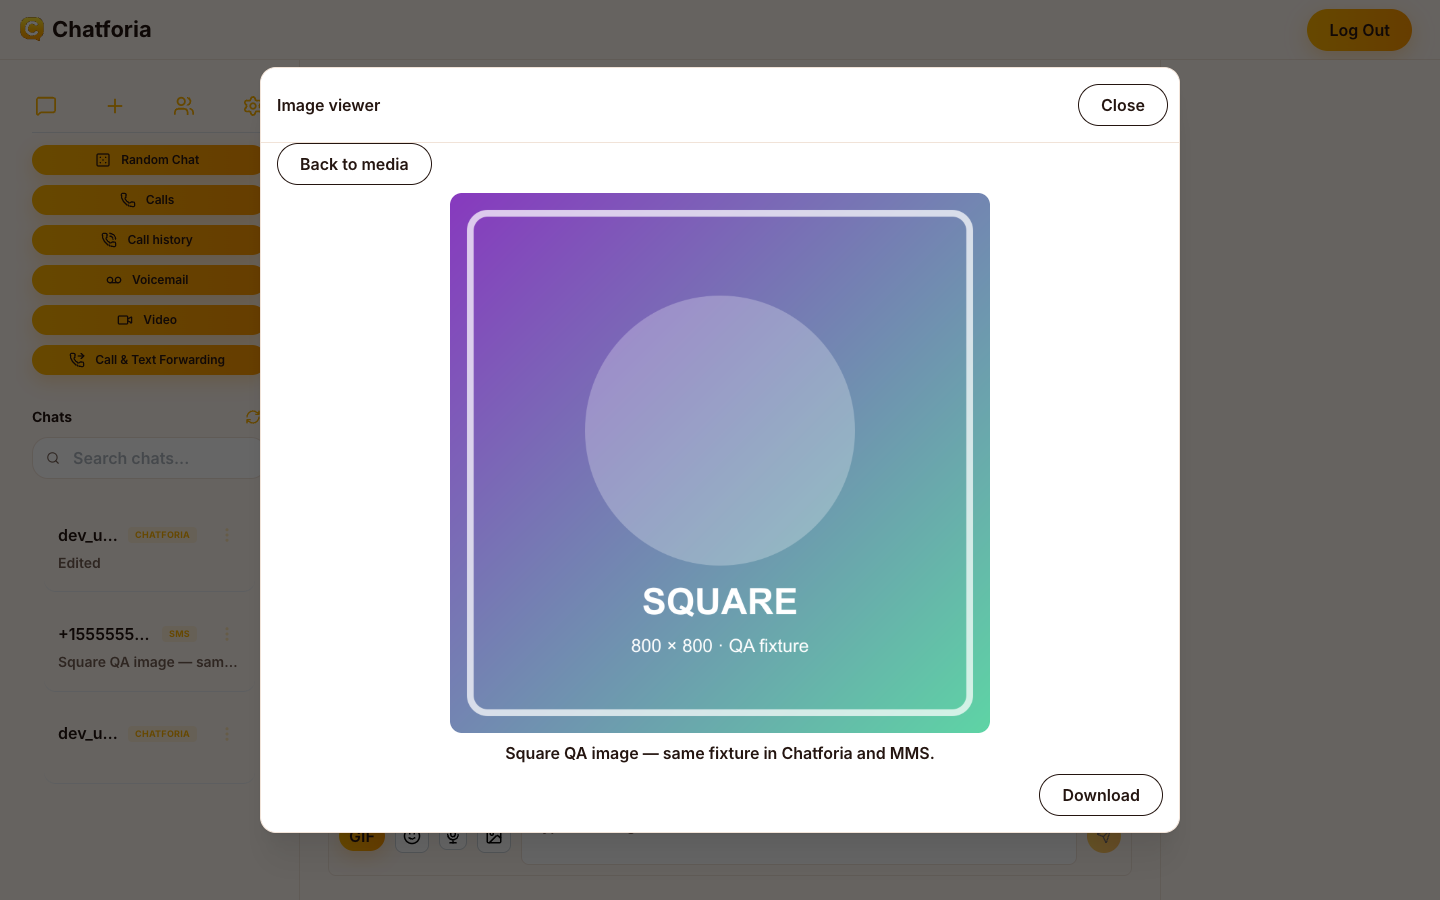 Chatforia
Log Out
Image viewer
Close
Back to media
Random Chat
Calls
Call history
Voicemail
Video
Call & Text Forwarding
Chats
Search chats...
dev_u...
CHATFORIA
Edited
+1555555...
SMS
Square QA image — sam...
dev_u...
CHATFORIA
SQUARE
800 × 800 · QA fixture
Square QA image — same fixture in Chatforia and MMS.
Download
GIF